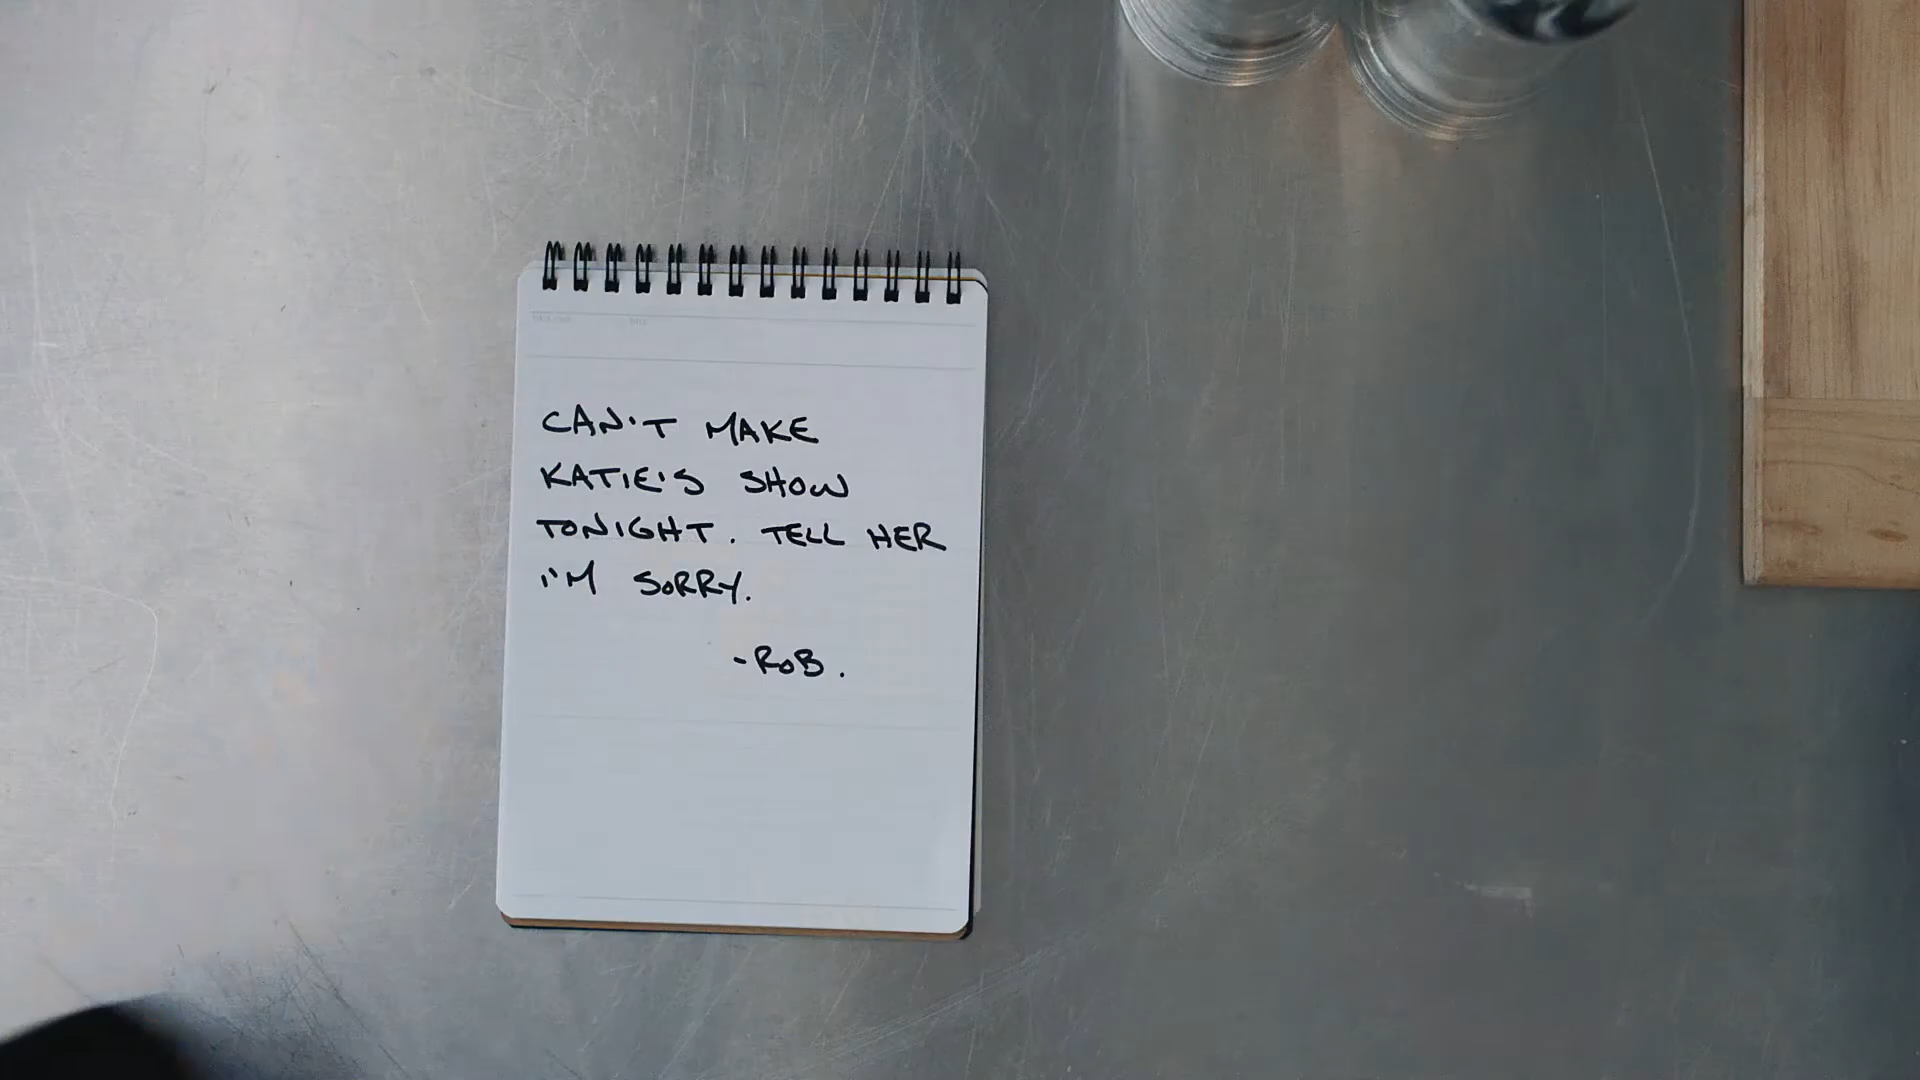 CAN'T MAKE
KATIE'S SHOW
TONIGHT. TELL HER
I'M SORRY.
-ROB.